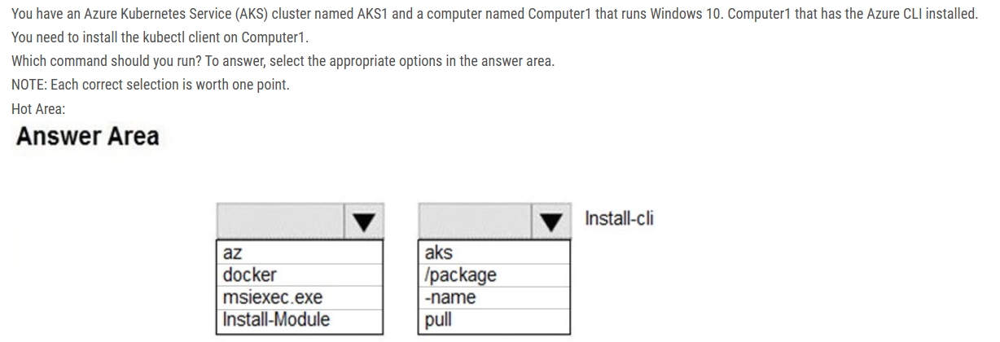 You have an Azure Kubernetes Service (AKS) cluster named AKS1 and a computer named Computer1 that runs Windows 10. Computer1 that has the Azure CLI installed.
You need to install the kubectl client on Computer1.
Which command should you run? To answer, select the appropriate options in the answer area.
NOTE: Each correct selection is worth one point.
Hot Area:
Answer Area
Install-cli
az
docker
msiexec.exe
Install-Module
aks
/package
-name
pull